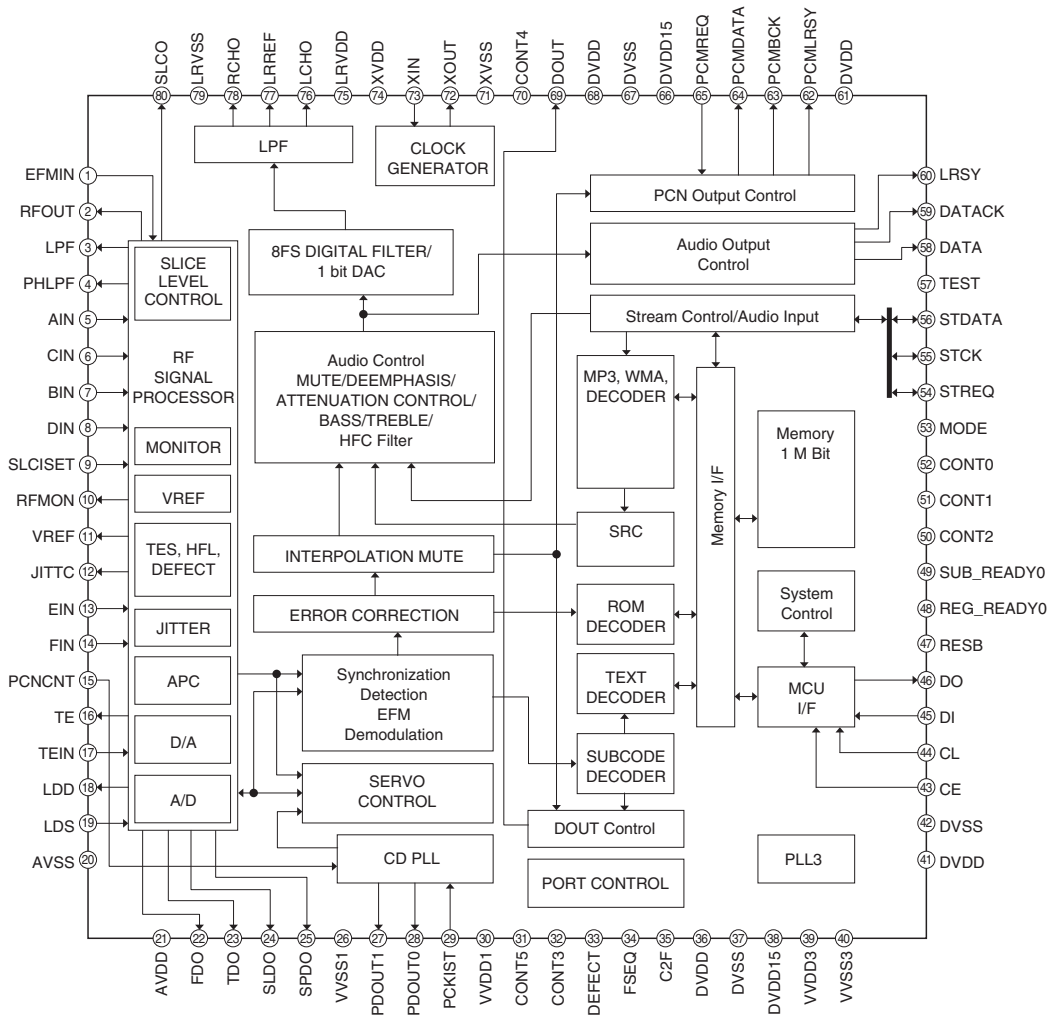 SLCO
LRVSS
RCHO
LRREF
LCHO
LRVDD
XVDD
XIN
XOUT
XVSS
CONT4
DOUT
DVDD
DVSS
DVDD15
PCMREQ
PCMDATA
PCMBCK
PCMLRSY
DVDD
80
79
78
77
76
75
74
73
72
71
70
69
68
67
66
65
64
63
62
61
EFMIN 1
RFOUT 2
LPF 3
PHLPF 4
AIN 5
CIN 6
BIN 7
DIN 8
SLCISET 9
RFMON 10
VREF 11
JITTC 12
EIN 13
FIN 14
PCNCNT 15
TE 16
TEIN 17
LDD 18
LDS 19
AVSS 20
SLICE
LEVEL
CONTROL
RF
SIGNAL
PROCESSOR
MONITOR
VREF
TES, HFL,
DEFECT
JITTER
APC
D/A
A/D
LPF
CLOCK
GENERATOR
8FS DIGITAL FILTER/
1 bit DAC
Audio Control
MUTE/DEEMPHASIS/
ATTENUATION CONTROL/
BASS/TREBLE/
HFC Filter
INTERPOLATION MUTE
ERROR CORRECTION
Synchronization
Detection
EFM
Demodulation
SERVO
CONTROL
CD PLL
PCN Output Control
Audio Output
Control
Stream Control/Audio Input
MP3, WMA,
DECODER
SRC
ROM
DECODER
TEXT
DECODER
SUBCODE
DECODER
DOUT Control
PORT CONTROL
Memory I/F
Memory
1 M Bit
System
Control
MCU
I/F
PLL3
60 LRSY
59 DATACK
58 DATA
57 TEST
56 STDATA
55 STCK
54 STREQ
53 MODE
52 CONT0
51 CONT1
50 CONT2
49 SUB_READY0
48 REG_READY0
47 RESB
46 DO
45 DI
44 CL
43 CE
42 DVSS
41 DVDD
21
22
23
24
25
26
27
28
29
30
31
32
33
34
35
36
37
38
39
40
AVDD
FDO
TDO
SLDO
SPDO
VVSS1
PDOUT1
PDOUT0
PCKIST
VVDD1
CONT5
CONT3
DEFECT
FSEQ
C2F
DVDD
DVSS
DVDD15
VVDD3
VVSS3